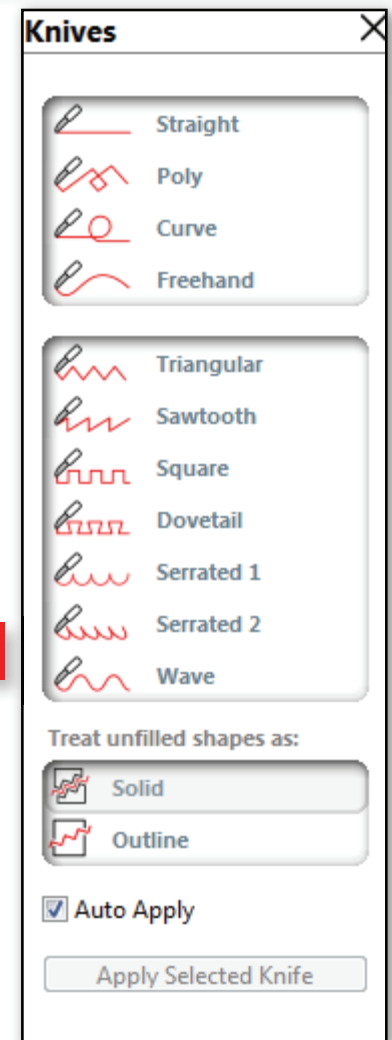 Knives
Straight
Poly
Curve
Freehand
Triangular
Sawtooth
Square
Dovetail
Serrated 1
Serrated 2
Wave
Treat unfilled shapes as:
Solid
Outline
Auto Apply
Apply Selected Knife